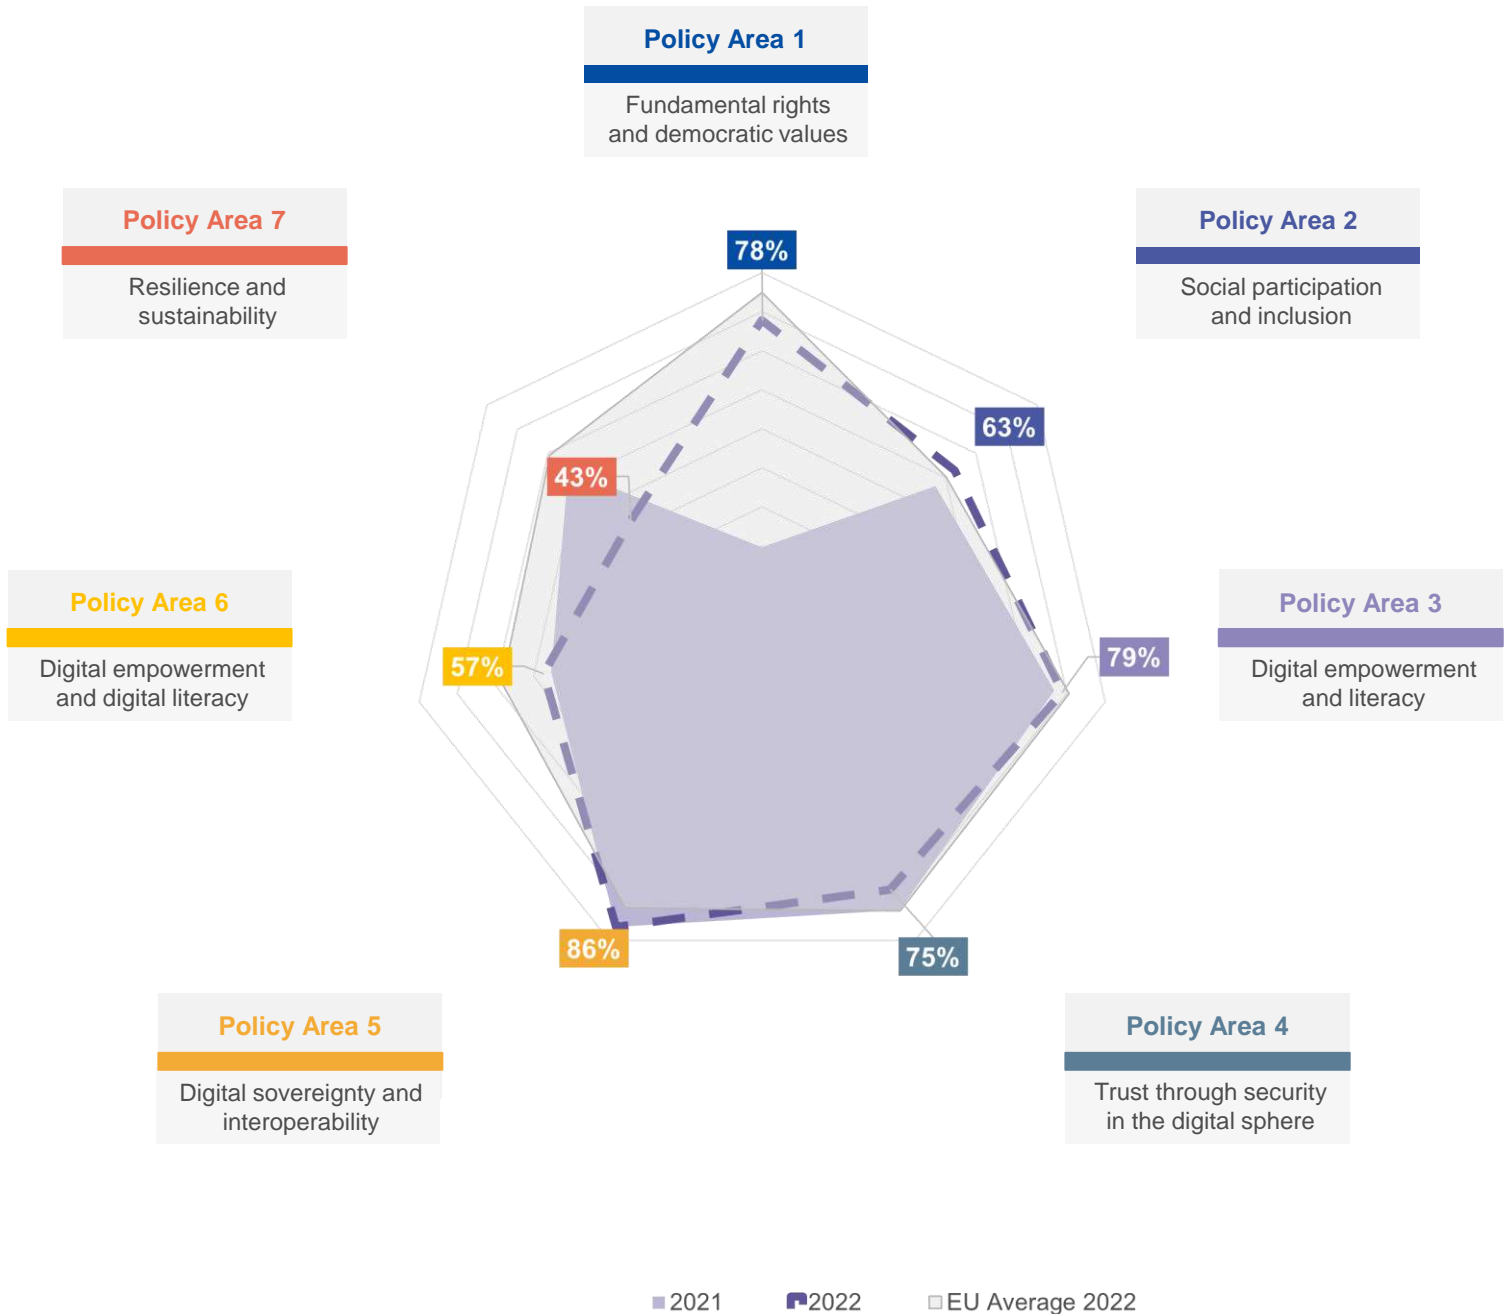 Policy Area 1
Fundamental rights
and democratic values
Policy Area 7
Resilience and
sustainability
Policy Area 2
Social participation
and inclusion
78%
63%
43%
Policy Area 6
Digital empowerment
and digital literacy
57%
79%
Policy Area 3
Digital empowerment
and literacy
86%
75%
Policy Area 5
Digital sovereignty and
interoperability
Policy Area 4
Trust through security
in the digital sphere
2021
2022
EU Average 2022